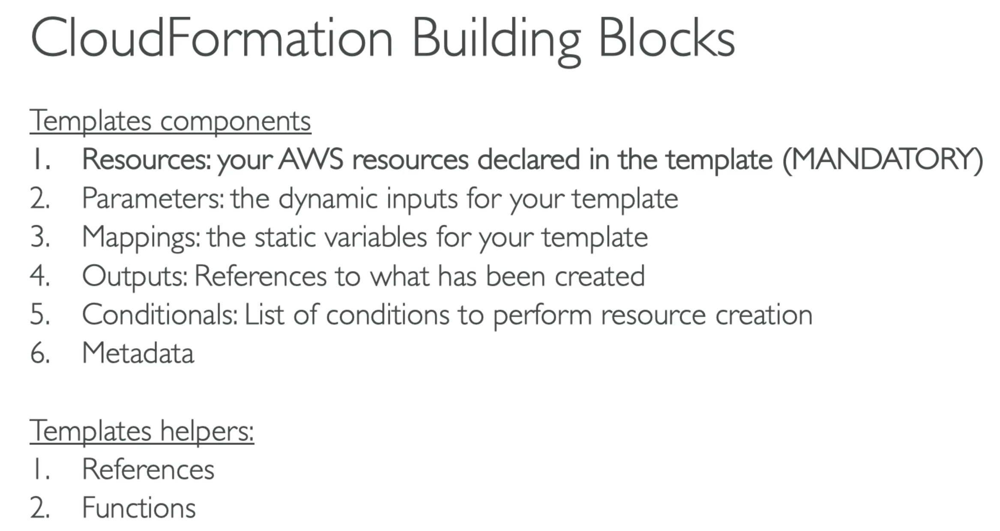 CloudFormation Building Blocks
Templates components
1. Resources: your AWS resources declared in the template (MANDATORY)
2. Parameters: the dynamic inputs for your template
3. Mappings: the static variables for your template
4. Outputs: References to what has been created
5. Conditionals: List of conditions to perform resource creation
6. Metadata
Templates helpers:
1. References
2. Functions